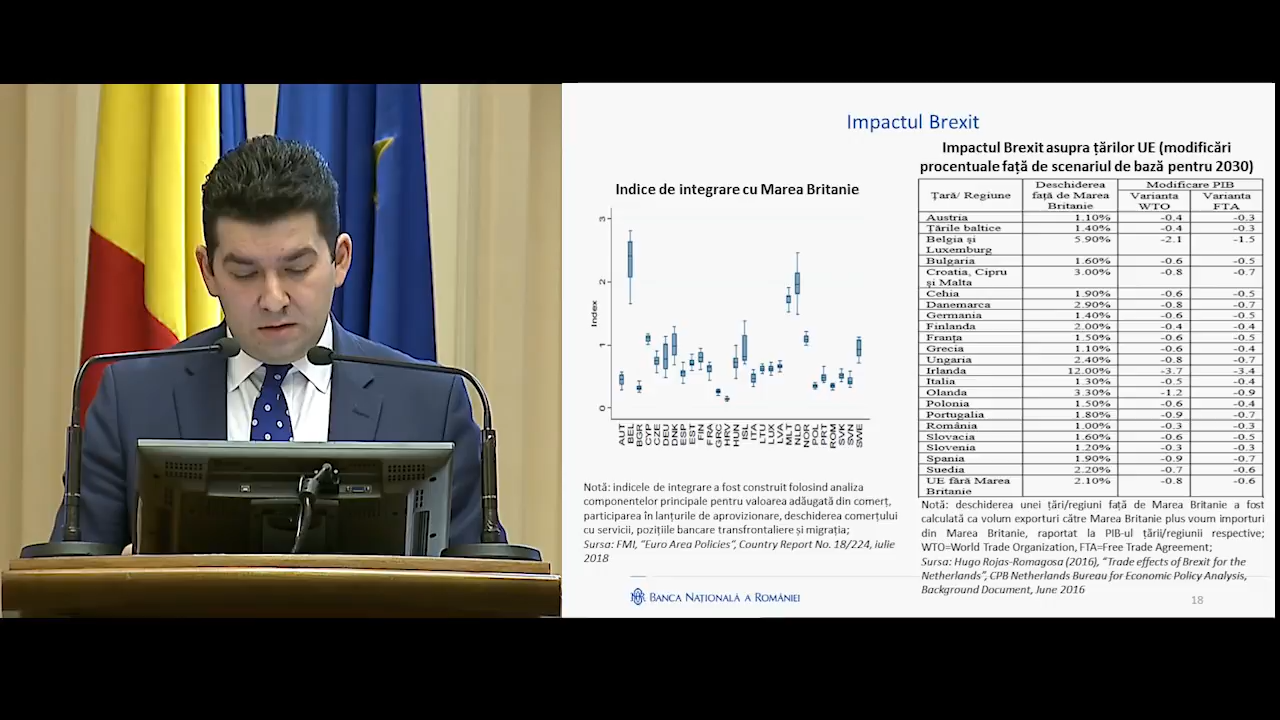 Impactul Brexit
Indice de integrare cu Marea Britanie
3
2
1
0
Index
AUT BEL BGR CYP CZE DEU DNK ESP EST FIN FRA GRC HRV HUN ISL ITA LTU LUX LVA MLT NLD NOR POL PRT ROM SVK SVN SWE
Notă: indicele de integrare a fost construit folosind analiza
componentelor principale pentru valoarea adăugată din comerț,
participarea în lanțurile de aprovizionare, deschiderea comerțului
cu servicii, pozițiile bancare transfrontaliere și migrația;
Sursa: FMI, "Euro Area Policies", Country Report No. 18/224, iulie
2018
Impactul Brexit asupra țărilor UE (modificări
procentuale față de scenariul de bază pentru 2030)
Țară/ Regiune Deschiderea față de Marea Britanie Modificare PIB
Varianta WTO Varianta FTA
Austria 1.10% -0.4 -0.3
Țările baltice 1.40% -0.4 -0.3
Belgia și
Luxemburg 5.90% -2.1 -1.5
Bulgaria 1.60% -0.6 -0.5
Croatia, Cipru
și Malta 3.00% -0.8 -0.7
Cehia 1.90% -0.6 -0.5
Danemarca 2.90% -0.8 -0.7
Germania 1.40% -0.6 -0.5
Finlanda 2.00% -0.4 -0.4
Franța 1.50% -0.6 -0.5
Grecia 1.10% -0.6 -0.4
Ungaria 2.40% -0.8 -0.7
Irlanda 12.00% -3.7 -3.4
Italia 1.30% -0.5 -0.4
Olanda 3.30% -1.2 -0.9
Polonia 1.50% -0.6 -0.4
Portugalia 1.80% -0.9 -0.7
România 1.00% -0.3 -0.3
Slovacia 1.60% -0.6 -0.5
Slovenia 1.20% -0.3 -0.3
Spania 1.90% -0.9 -0.7
Suedia 2.20% -0.7 -0.6
UE fără Marea
Britanie 2.10% -0.8 -0.6
Notă: deschiderea unei țări/regiuni față de Marea Britanie a fost
calculată ca volum exporturi către Marea Britanie plus voum importuri
din Marea Britanie, raportat la PIB-ul țării/regiunii respective;
WTO=World Trade Organization, FTA=Free Trade Agreement;
Sursa: Hugo Rojas-Romagosa (2016), "Trade effects of Brexit for the
Netherlands", CPB Netherlands Bureau for Economic Policy Analysis,
Background Document, June 2016
BANCA NAȚIONALĂ A ROMÂNIEI
18